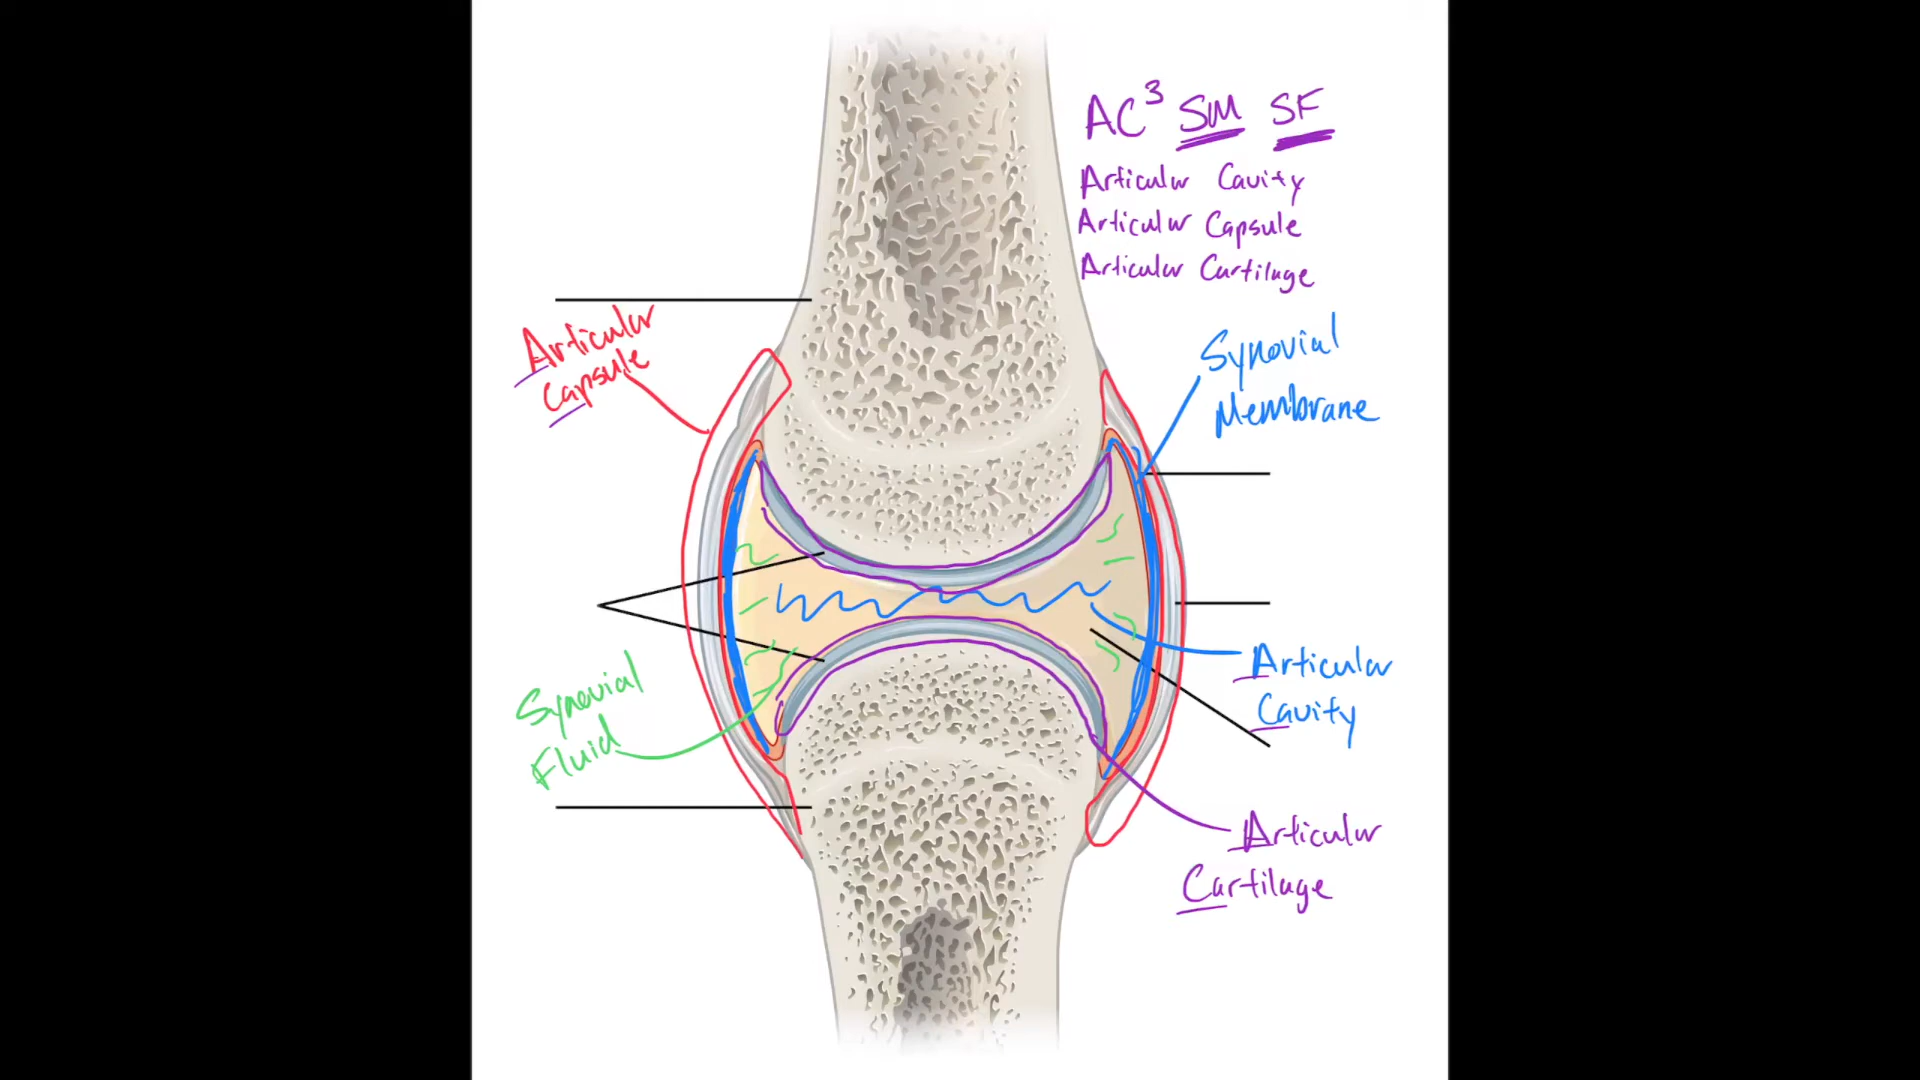 AC³ SM SF
Articular Cavity
Articular Capsule
Articular Cartilage
Articular
Capsule
Synovial
Membrane
Synovial
Fluid
Articular
Cavity
Articular
Cartilage